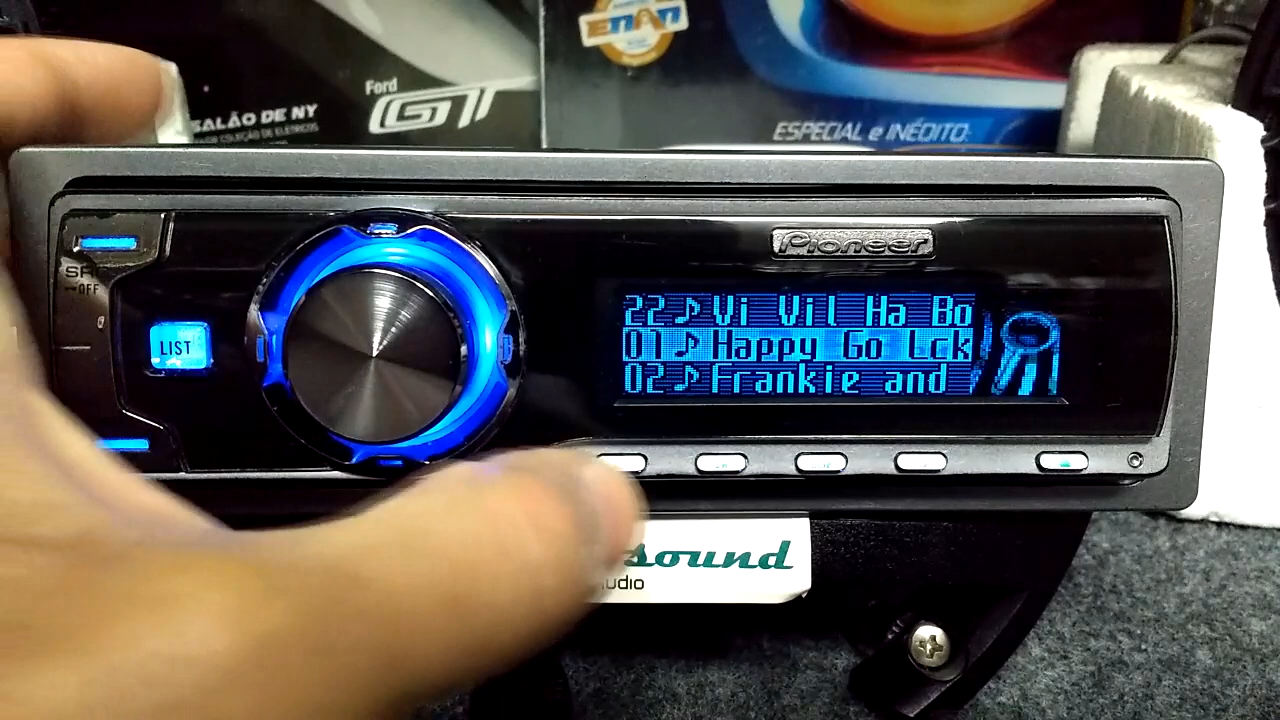 ENAN
Ford
GT
SALÃO DE NY
ESPECIAL e INÉDITO:
Pioneer
SRC
OFF
LIST
22♪Vi Vil Ha Bo
01♪Happy Go Lck
02♪Frankie and
sound
udio